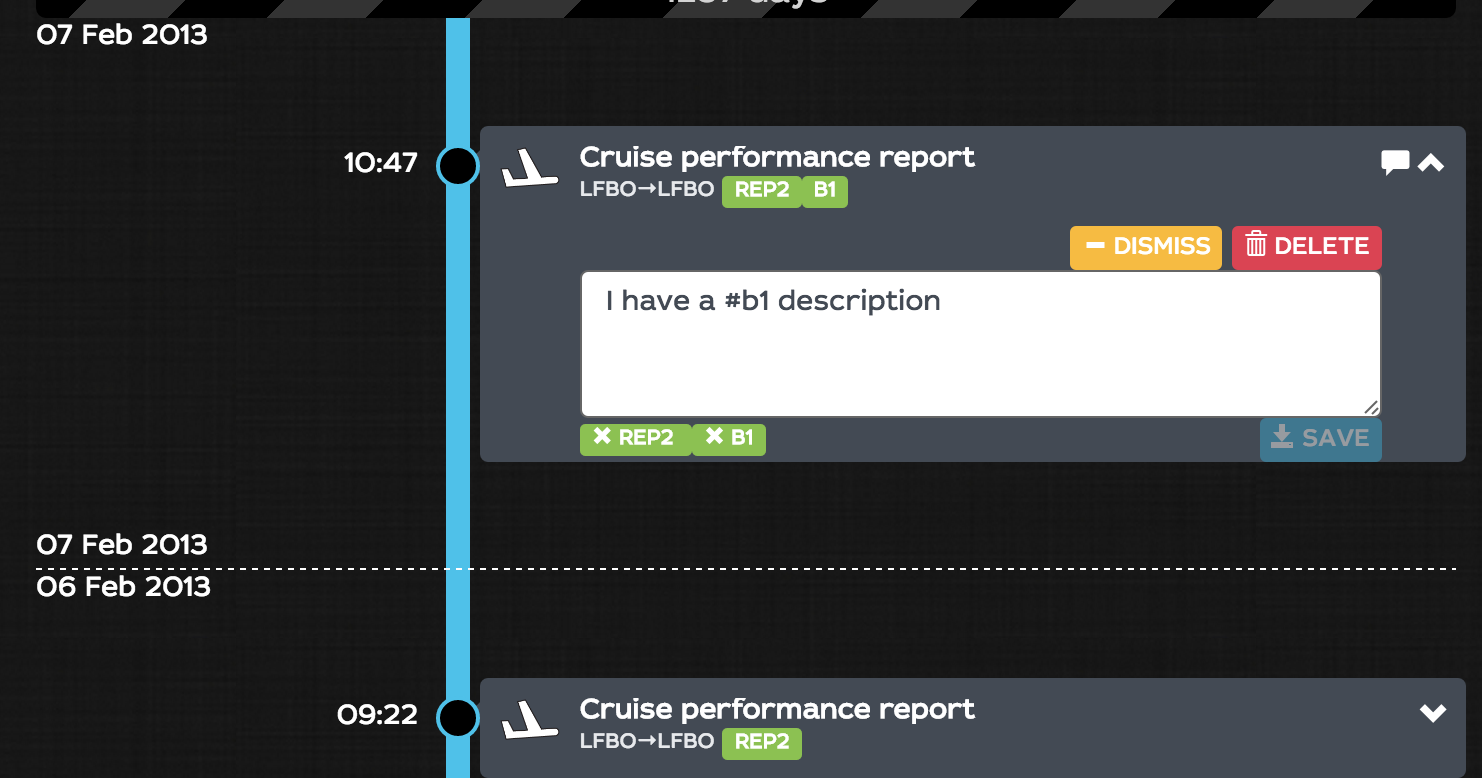 07 Feb 2013
10:47
Cruise performance report
LFBO→LFBO REP2 B1
DISMISS DELETE
I have a #b1 description
REP2 B1 SAVE
07 Feb 2013
06 Feb 2013
09:22
Cruise performance report
LFBO→LFBO REP2